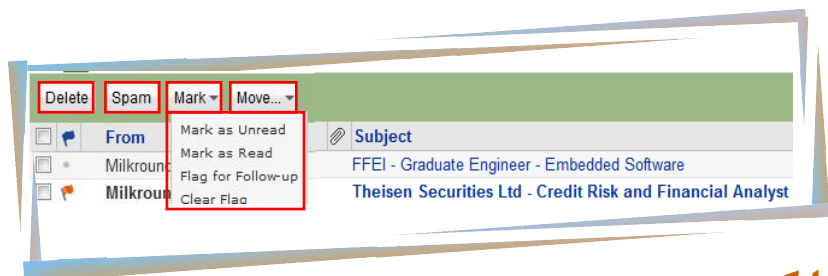 Delete Spam Mark Move...
From Subject
Mark as Unread
Mark as Read
Flag for Follow-up
Clear Flag
FFEI - Graduate Engineer - Embedded Software
Theisen Securities Ltd - Credit Risk and Financial Analyst